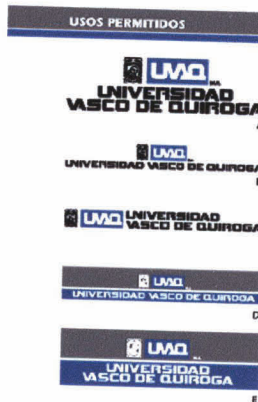 USOS PERMITIDOS
UVAQ
UNIVERSIDAD
VASCO DE QUIROGA
UVAQ
UNIVERSIDAD VASCO DE QUIROGA
UVAQ UNIVERSIDAD
VASCO DE QUIROGA
UVAQ
UNIVERSIDAD VASCO DE QUIROGA
D
UVAQ
UNIVERSIDAD
VASCO DE QUIROGA
E